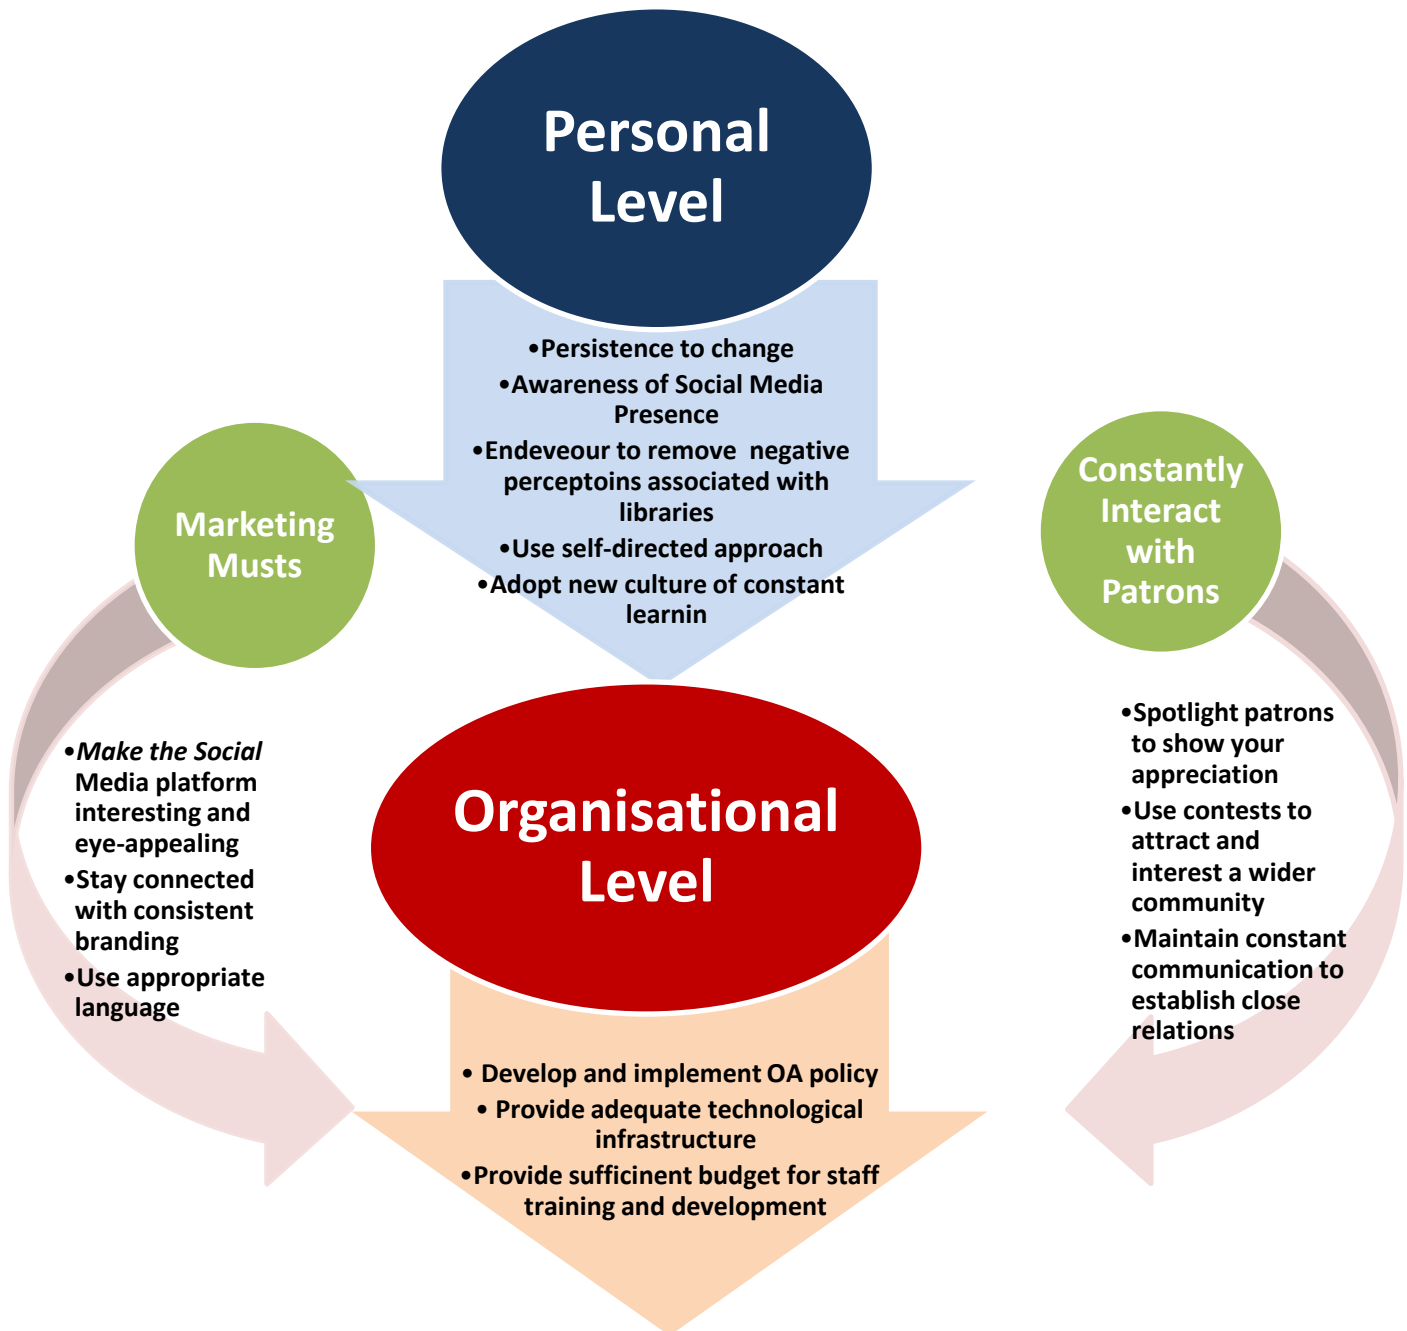 Personal
Level
•Persistence to change
•Awareness of Social Media
Presence
•Endeveour to remove negative
perceptoins associated with
libraries
•Use self-directed approach
•Adopt new culture of constant
learnin
Marketing
Musts
•Make the Social
Media platform
interesting and
eye-appealing
•Stay connected
with consistent
branding
•Use appropriate
language
Constantly
Interact
with
Patrons
•Spotlight patrons
to show your
appreciation
•Use contests to
attract and
interest a wider
community
•Maintain constant
communication to
establish close
relations
Organisational
Level
• Develop and implement OA policy
• Provide adequate technological
infrastructure
•Provide sufficinent budget for staff
training and development